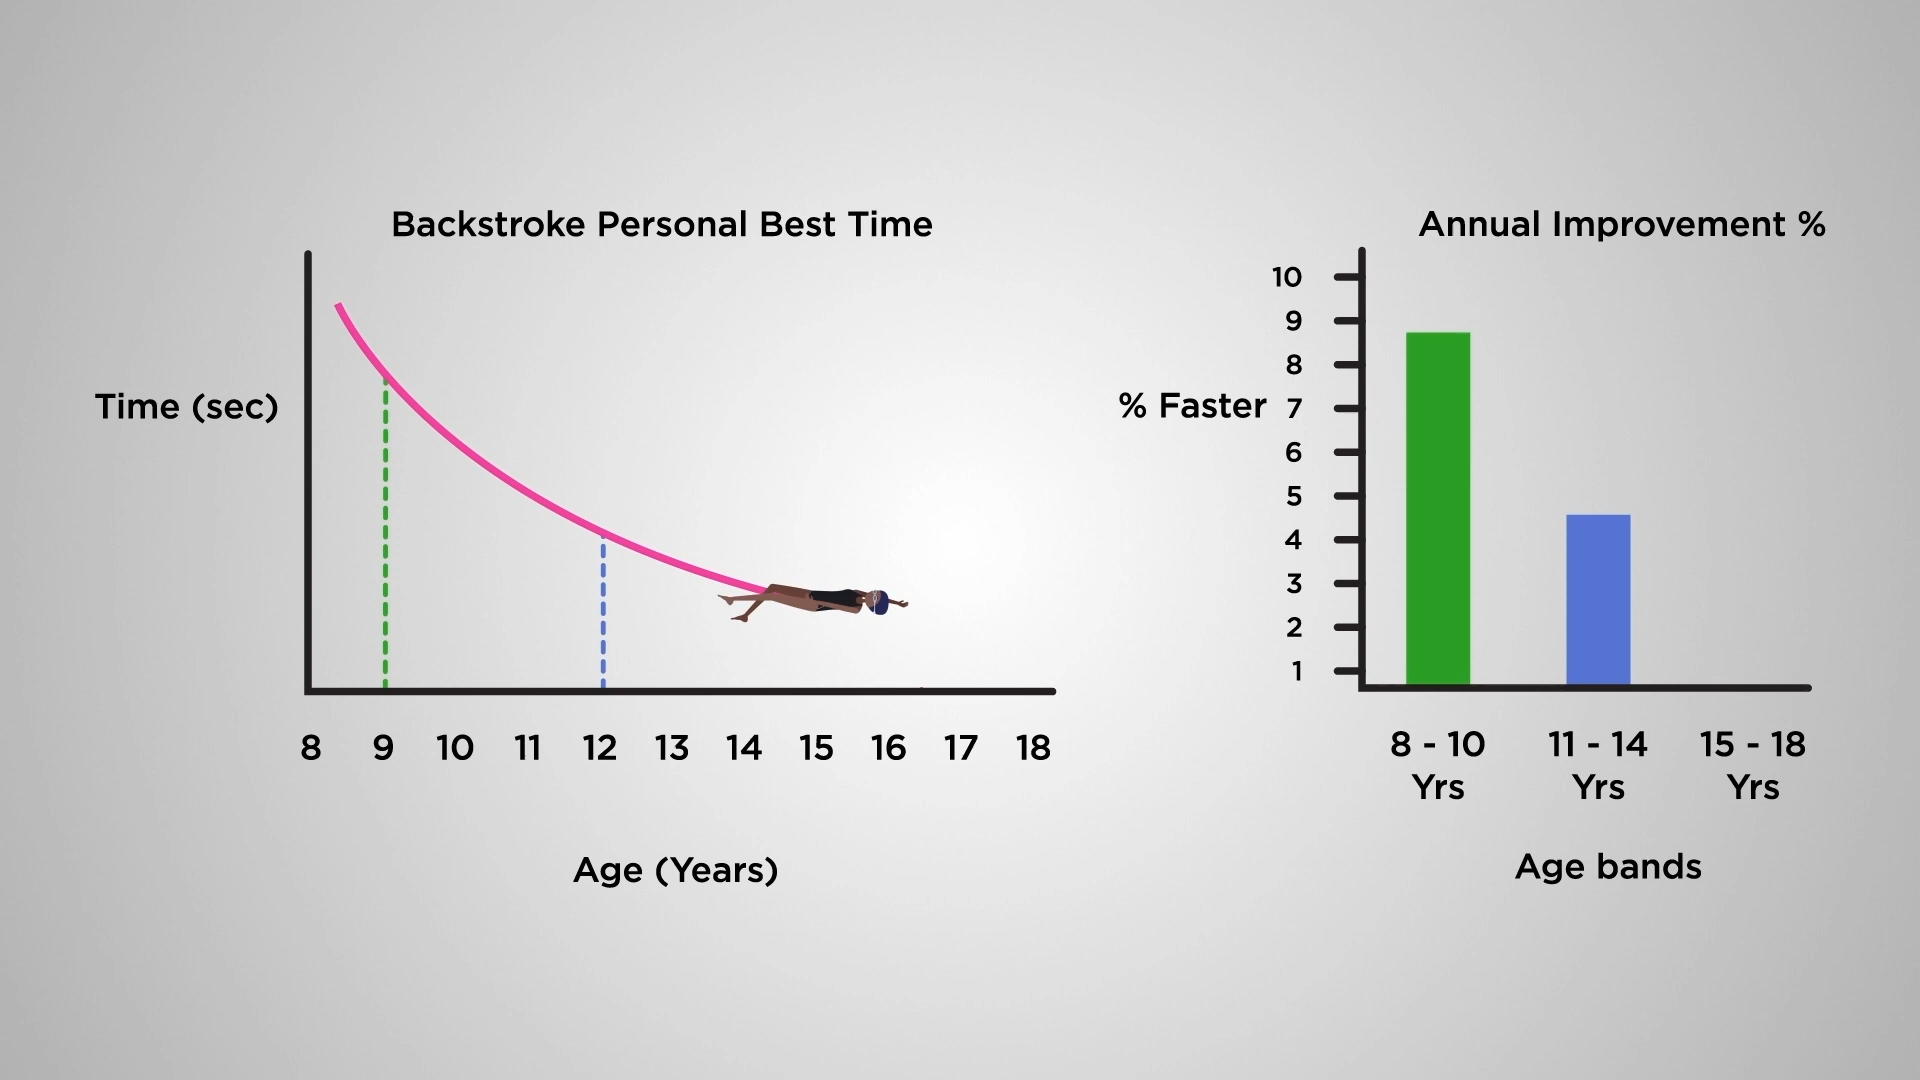 Backstroke Personal Best Time
Time (sec)
8 9 10 11 12 13 14 15 16 17 18
Age (Years)
Annual Improvement %
% Faster
10
9
8
7
6
5
4
3
2
1
8 - 10 Yrs
11 - 14 Yrs
15 - 18 Yrs
Age bands